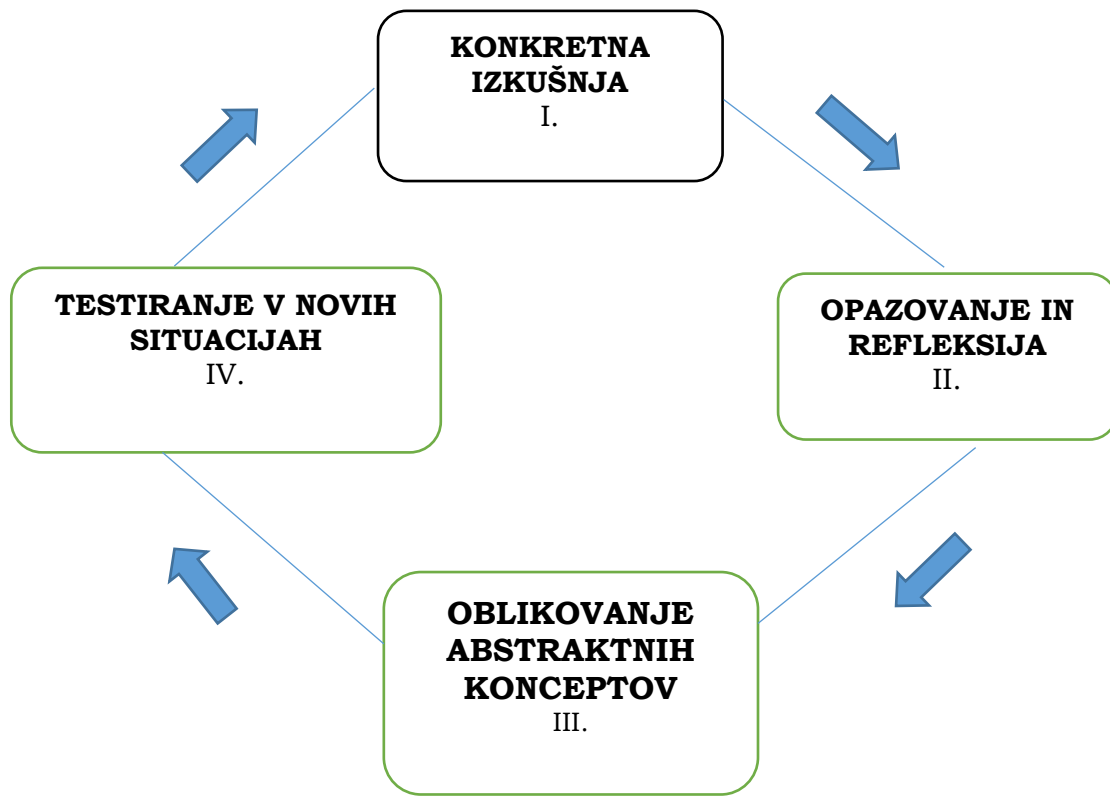 KONKRETNA
IZKUŠNJA
I.
OPAZOVANJE IN
REFLEKSIJA
II.
OBLIKOVANJE
ABSTRAKTNIH
KONCEPTOV
III.
TESTIRANJE V NOVIH
SITUACIJAH
IV.